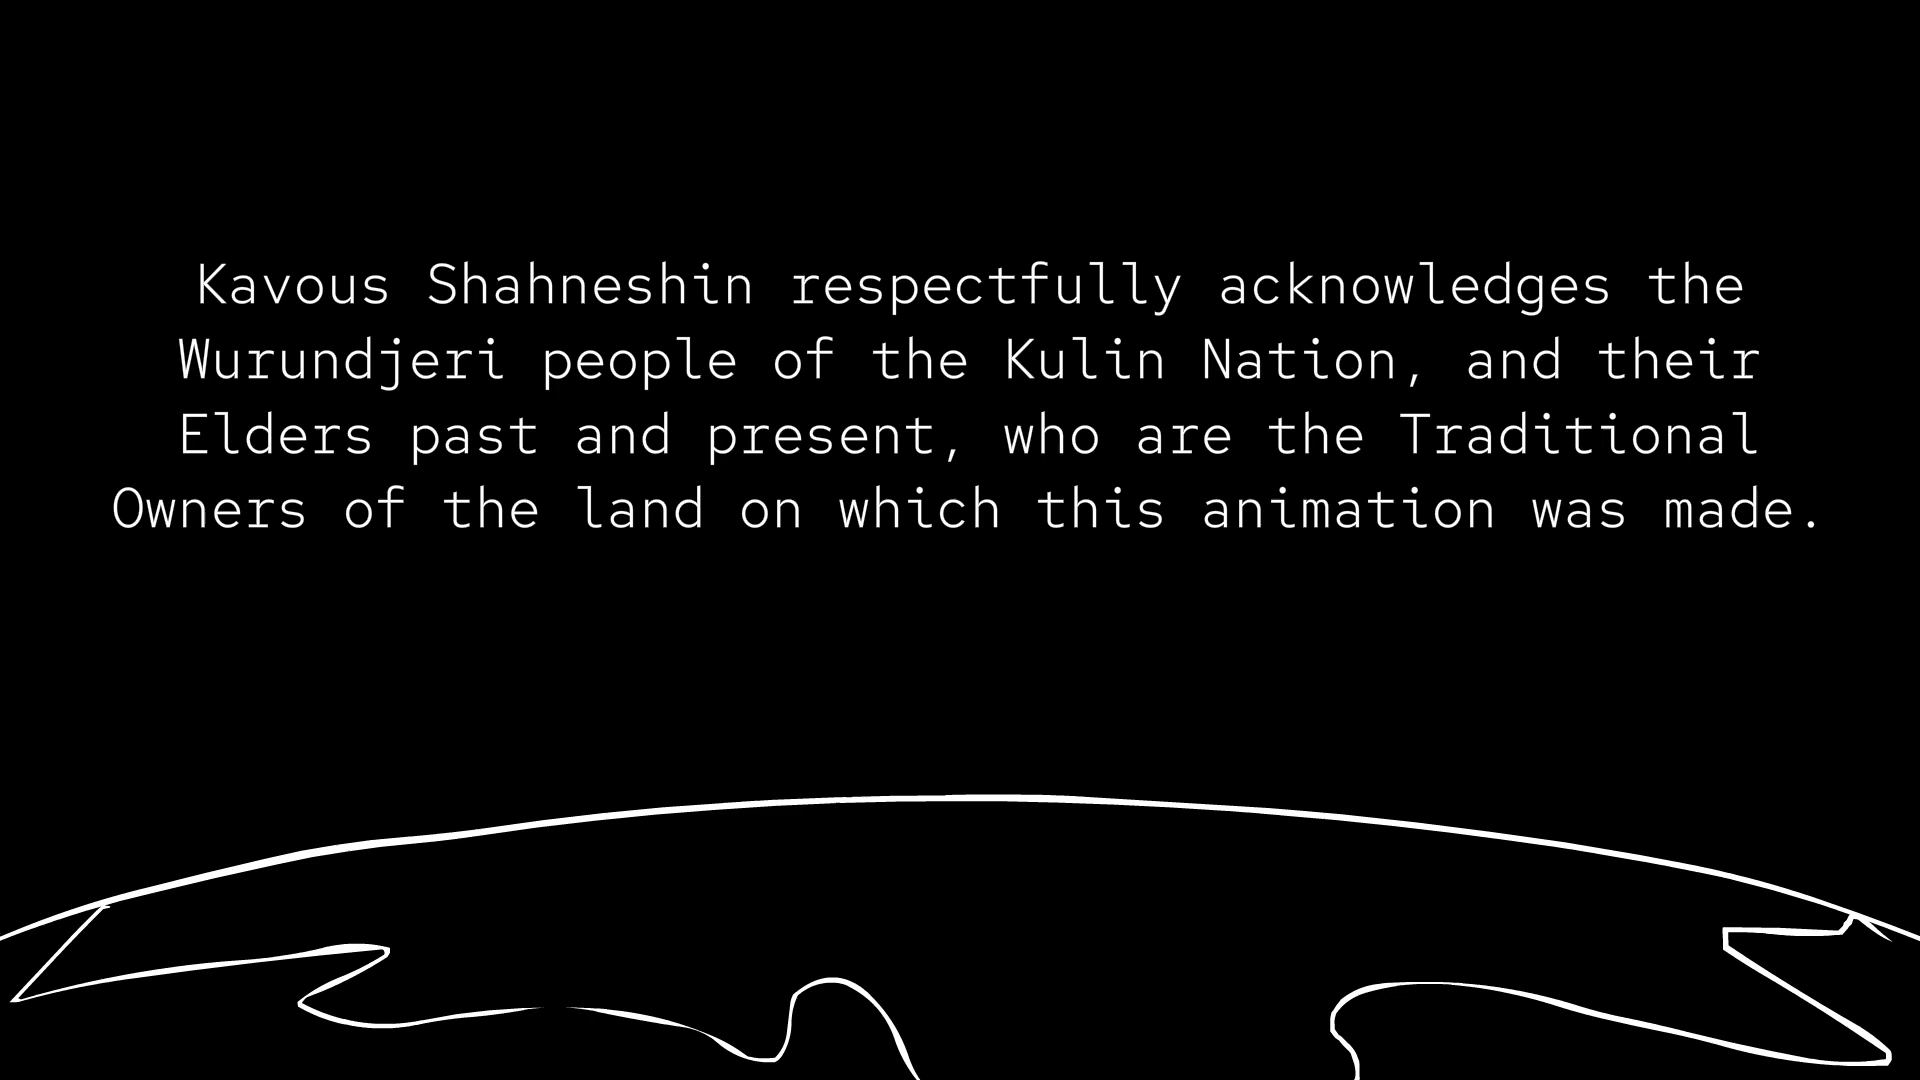 Kavous Shahneshin respectfully acknowledges the
Wurundjeri people of the Kulin Nation, and their
Elders past and present, who are the Traditional
Owners of the land on which this animation was made.